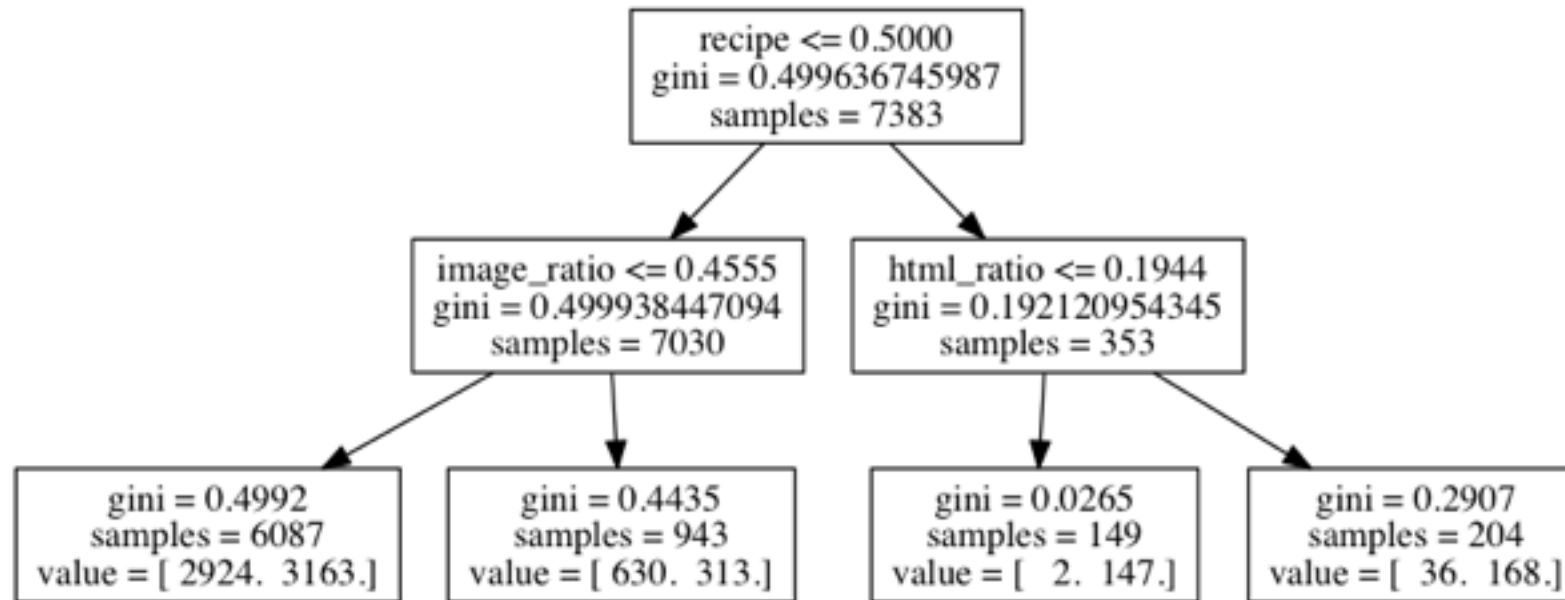 recipe <= 0.5000
gini = 0.499636745987
samples = 7383
image_ratio <= 0.4555
gini = 0.499938447094
samples = 7030
html_ratio <= 0.1944
gini = 0.192120954345
samples = 353
gini = 0.4992
samples = 6087
value = [ 2924. 3163.]
gini = 0.4435
samples = 943
value = [ 630. 313.]
gini = 0.0265
samples = 149
value = [ 2. 147.]
gini = 0.2907
samples = 204
value = [ 36. 168.]